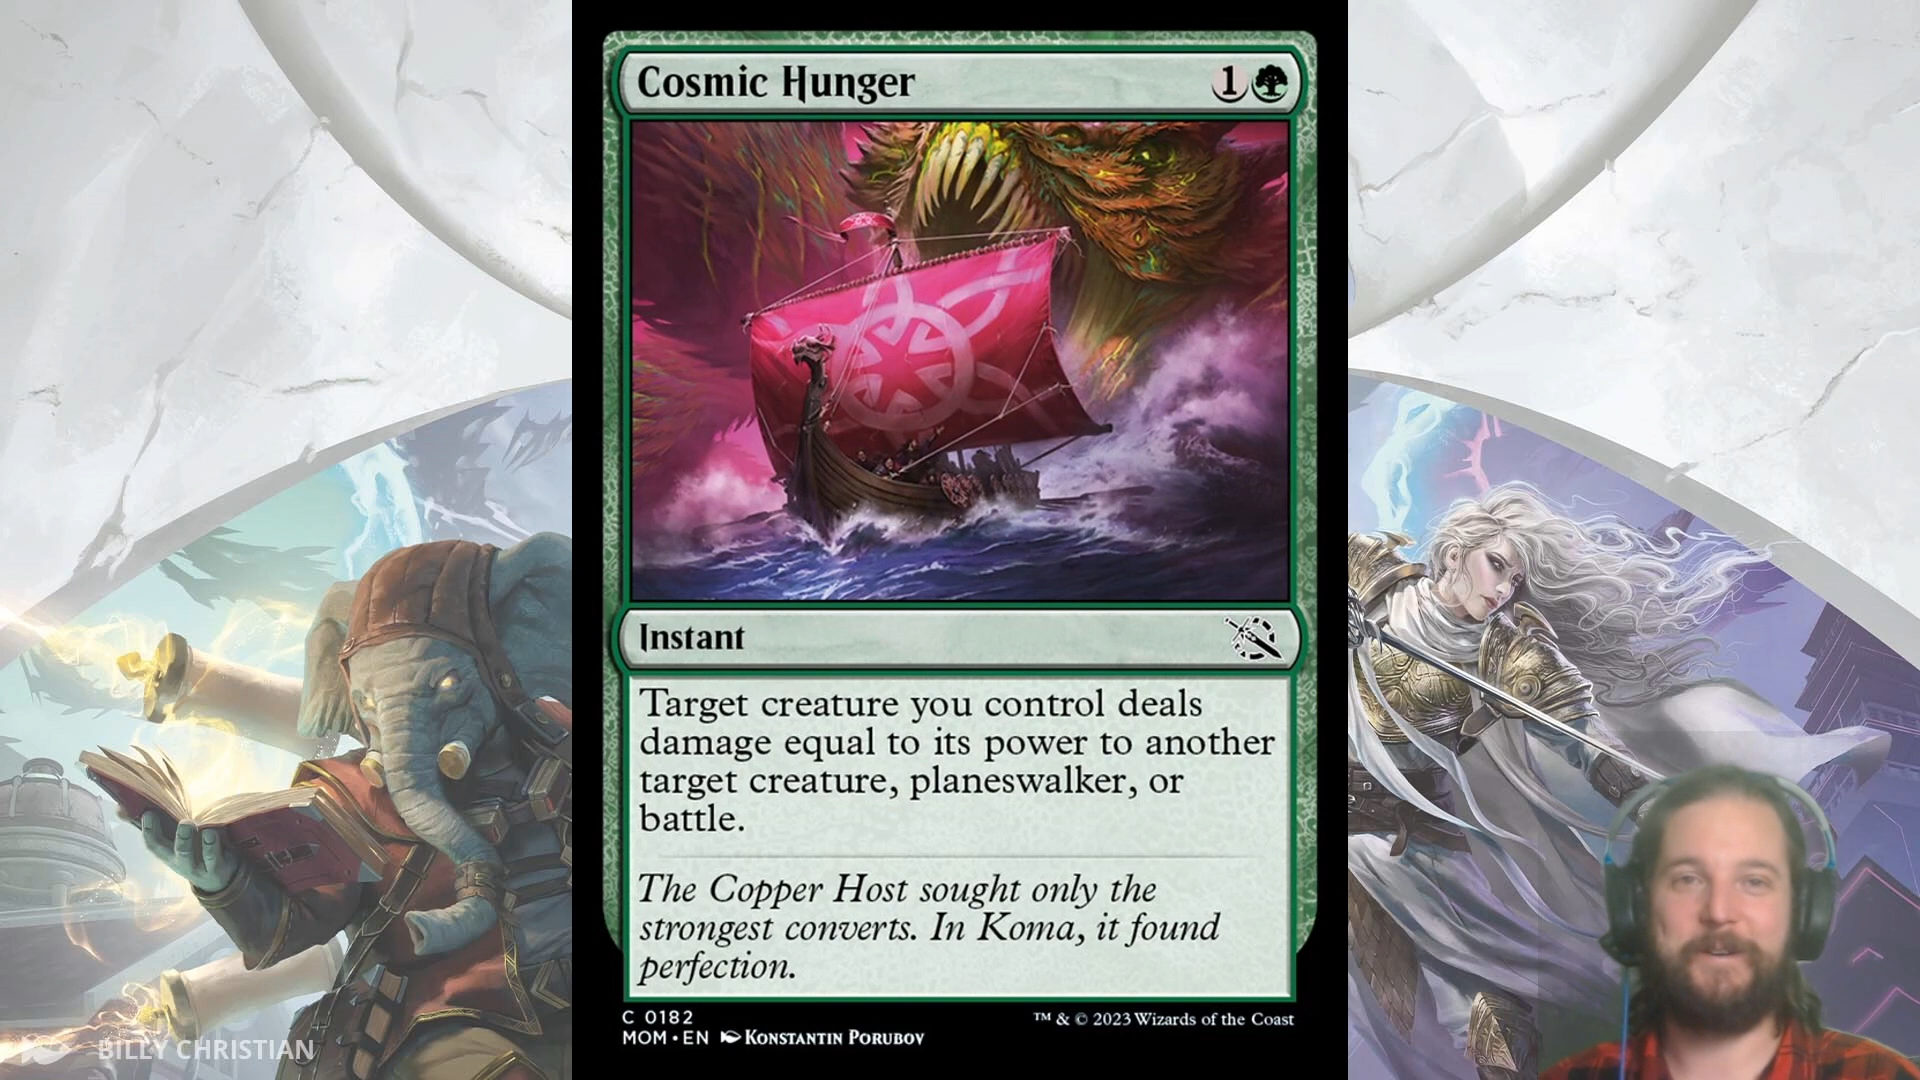 Cosmic Hunger
1
Instant
Target creature you control deals
damage equal to its power to another
target creature, planeswalker, or
battle.
The Copper Host sought only the
strongest converts. In Koma, it found
perfection.
C 0182
MOM • EN Konstantin Porubov
™ & © 2023 Wizards of the Coast
BILLY CHRISTIAN